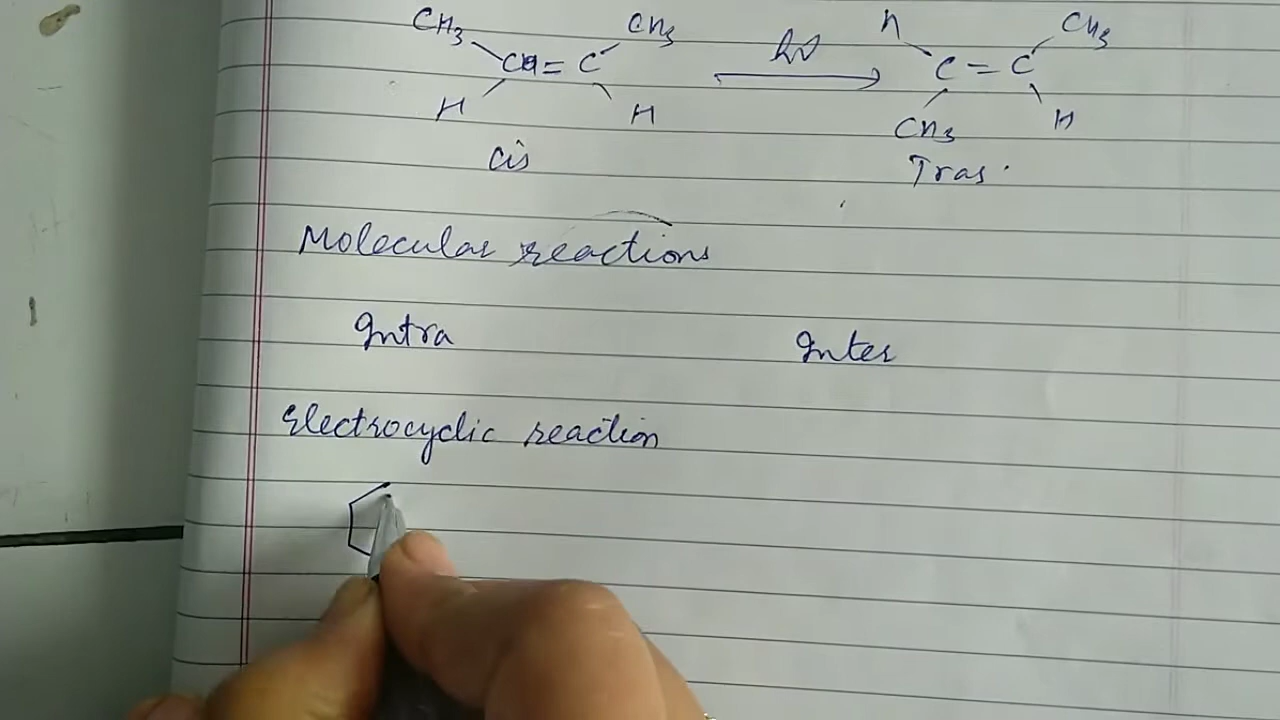 CH3 CH3 hν H CH3
CH = C C = C
H H CH3 H
Cis Tras.
Molecular reactions
Intra Inter
Electrocyclic reaction